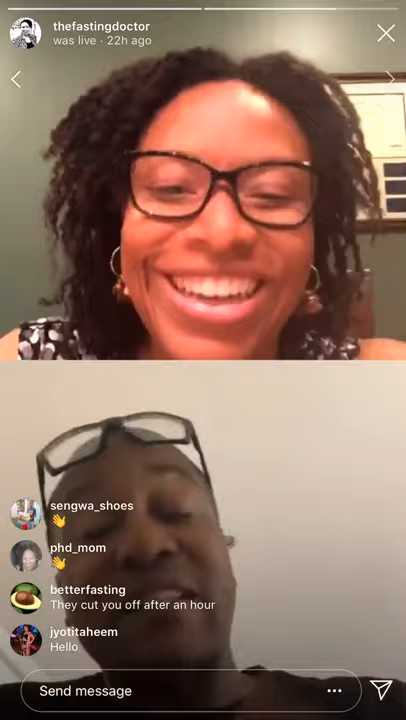 thefastingdoctor
was live · 22h ago
sengwa_shoes
👋
phd_mom
👋
betterfasting
They cut you off after an hour
jyotitaheem
Hello
Send message